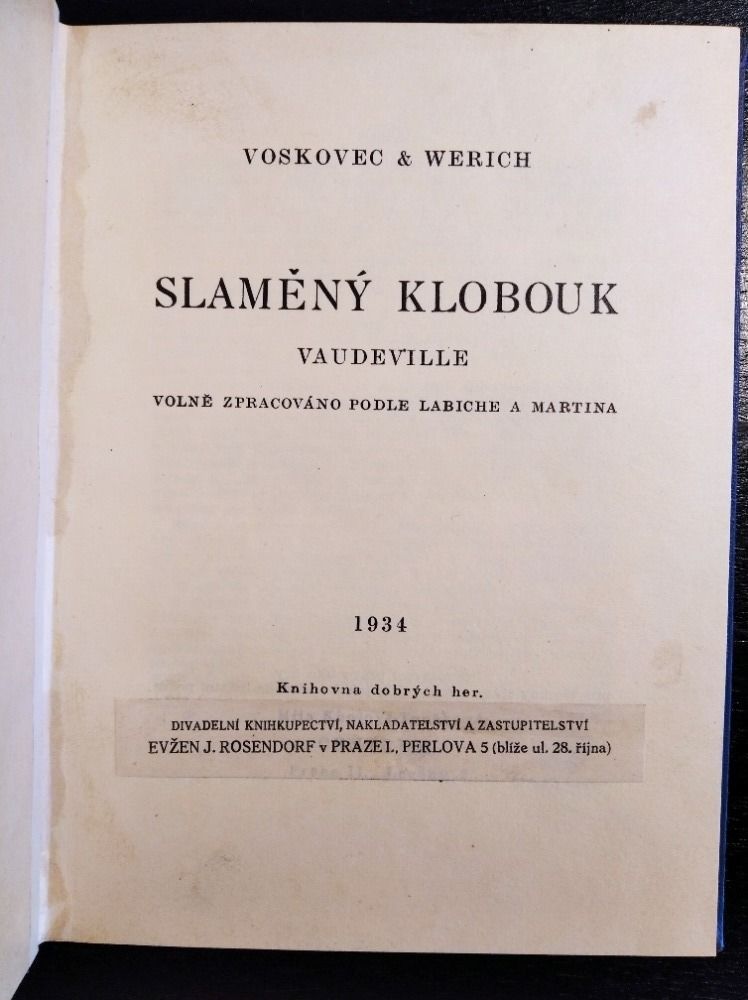 VOSKOVEC & WERICH
SLAMĚNÝ KLOBOUK
VAUDEVILLE
VOLNĚ ZPRACOVÁNO PODLE LABICHE A MARTINA
1934
Knihovna dobrých her.
DIVADELNÍ KNIHKUPECTVÍ, NAKLADATELSTVÍ A ZASTUPITELSTVÍ
EVŽEN J. ROSENDORF v PRAZE I., PERLOVA 5 (blíže ul. 28. října)